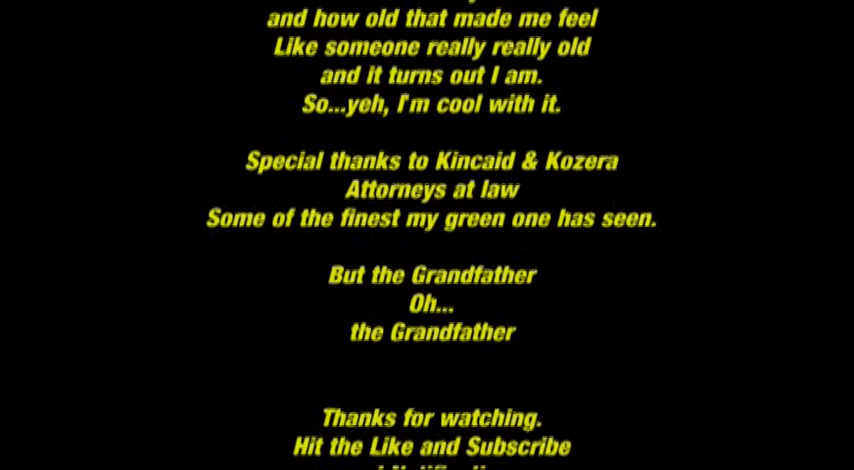 and how old that made me feel
Like someone really really old
and it turns out I am.
So...yeh, I'm cool with it.
Special thanks to Kincaid & Kozera
Attorneys at law
Some of the finest my green one has seen.
But the Grandfather
Oh...
the Grandfather
Thanks for watching.
Hit the Like and Subscribe